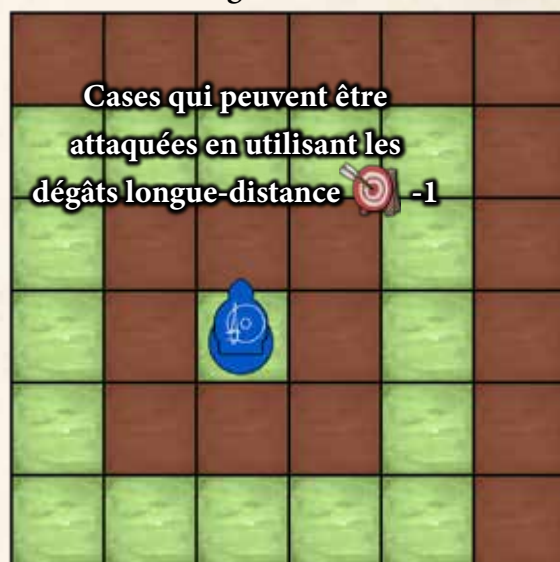 Cases qui peuvent être
attaquées en utilisant les
dégâts longue-distance -1